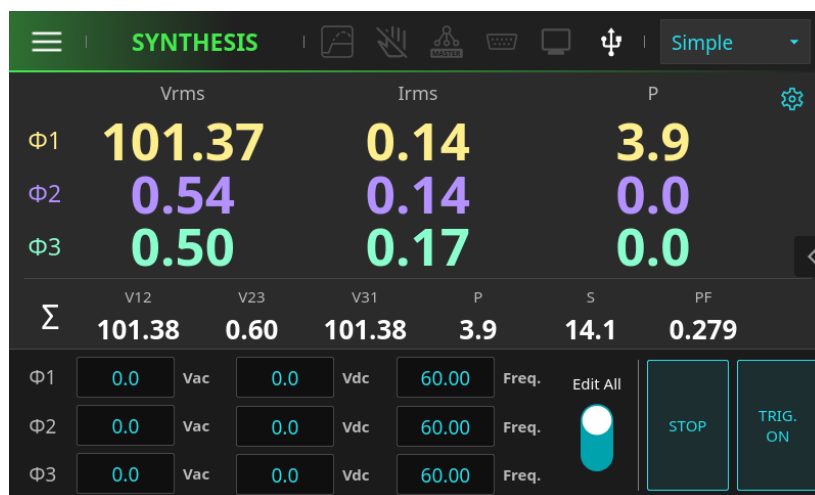 SYNTHESIS MASTER Simple
Vrms Irms P
Φ1 101.37 0.14 3.9
Φ2 0.54 0.14 0.0
Φ3 0.50 0.17 0.0
V12 V23 V31 P S PF
Σ 101.38 0.60 101.38 3.9 14.1 0.279
Φ1 0.0 Vac 0.0 Vdc 60.00 Freq. Edit All
Φ2 0.0 Vac 0.0 Vdc 60.00 Freq. STOP TRIG. ON
Φ3 0.0 Vac 0.0 Vdc 60.00 Freq.